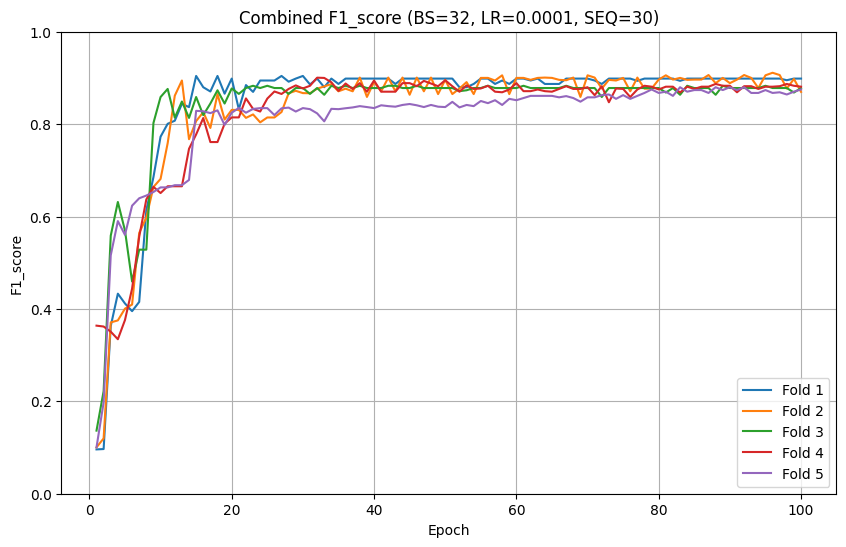 Combined F1_score (BS=32, LR=0.0001, SEQ=30)
F1_score
1.0
0.8
0.6
0.4
0.2
0.0
0 20 40 60 80 100
Epoch
Fold 1
Fold 2
Fold 3
Fold 4
Fold 5